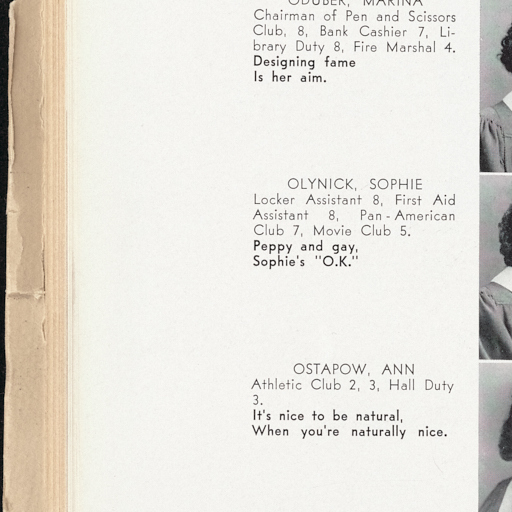 ODUBER, MARINA
Chairman of Pen and Scissors
Club, 8, Bank Cashier 7, Li-
brary Duty 8, Fire Marshal 4.
Designing fame
Is her aim.
OLYNICK, SOPHIE
Locker Assistant 8, First Aid
Assistant 8, Pan-American
Club 7, Movie Club 5.
Peppy and gay,
Sophie's "O.K."
OSTAPOW, ANN
Athletic Club 2, 3, Hall Duty
3.
It's nice to be natural,
When you're naturally nice.